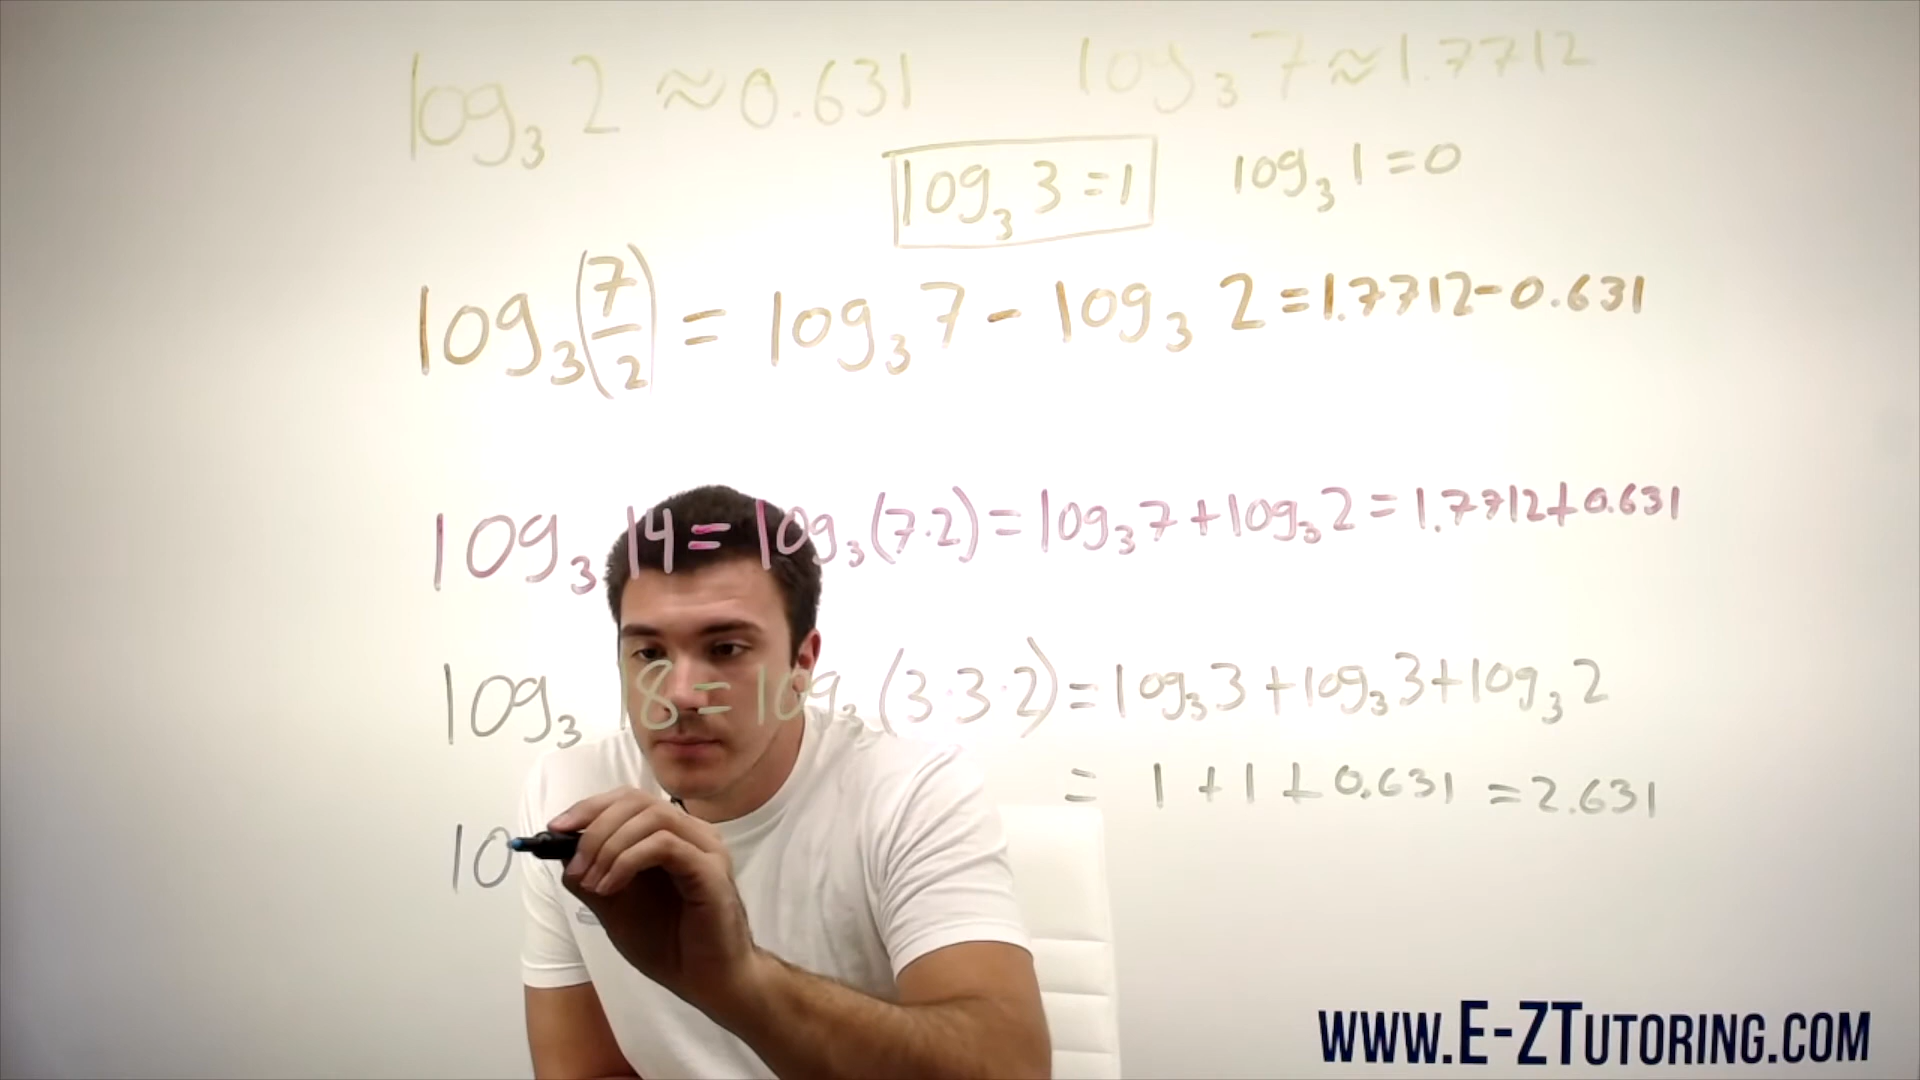 log₃ 2 ≈ 0.631 log₃ 7 ≈ 1.7712
log₃ 3 = 1 log₃ 1 = 0
log₃(7/2) = log₃ 7 - log₃ 2 = 1.7712 - 0.631
log₃ 14 = log₃(7·2) = log₃ 7 + log₃ 2 = 1.7712 + 0.631
log₃ 18 = log₃(3·3·2) = log₃ 3 + log₃ 3 + log₃ 2
= 1 + 1 + 0.631 = 2.631
lo
WWW.E-ZTUTORING.COM